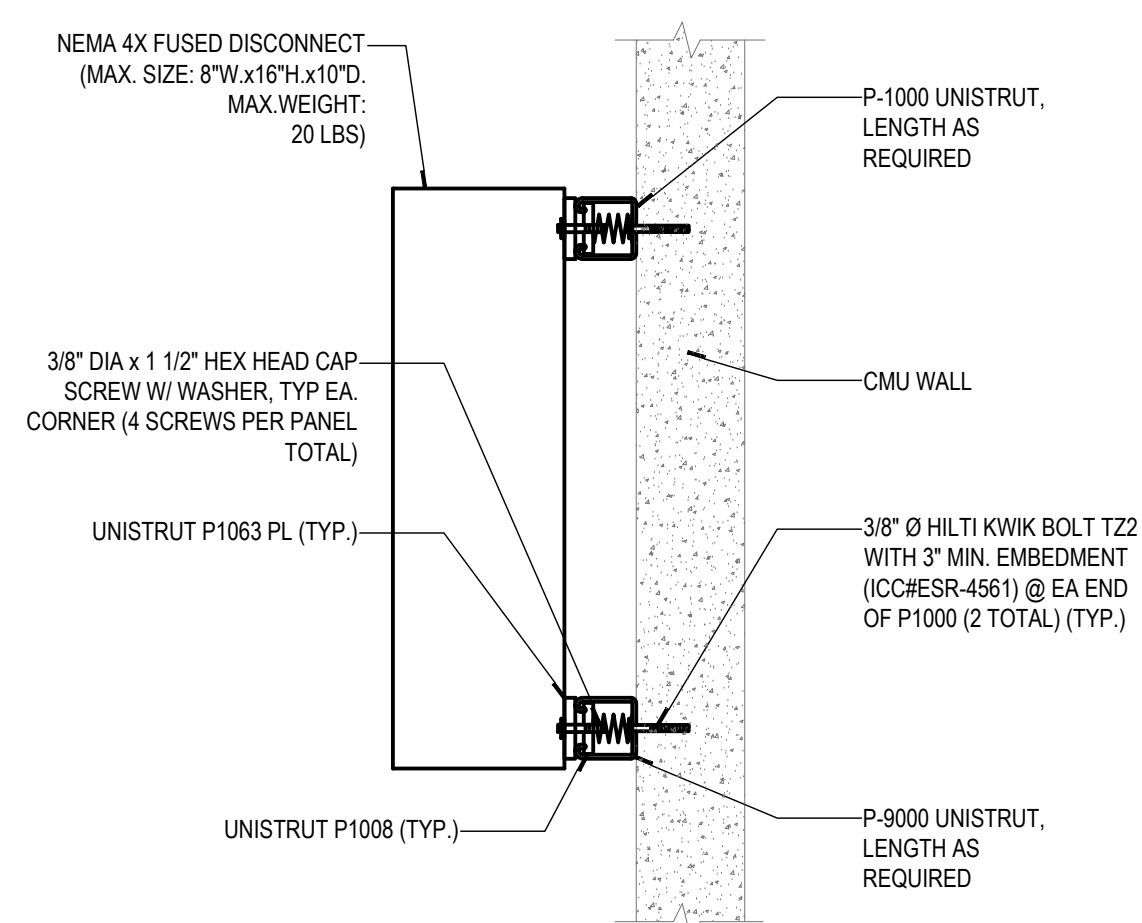 NEMA 4X FUSED DISCONNECT
(MAX. SIZE: 8"W.x16"H.x10"D.
MAX.WEIGHT:
20 LBS)
P-1000 UNISTRUT,
LENGTH AS
REQUIRED
3/8" DIA x 1 1/2" HEX HEAD CAP
SCREW W/ WASHER, TYP EA.
CORNER (4 SCREWS PER PANEL
TOTAL)
CMU WALL
UNISTRUT P1063 PL (TYP.)
3/8" Ø HILTI KWIK BOLT TZ2
WITH 3" MIN. EMBEDMENT
(ICC#ESR-4561) @ EA END
OF P1000 (2 TOTAL) (TYP.)
UNISTRUT P1008 (TYP.)
P-9000 UNISTRUT,
LENGTH AS
REQUIRED